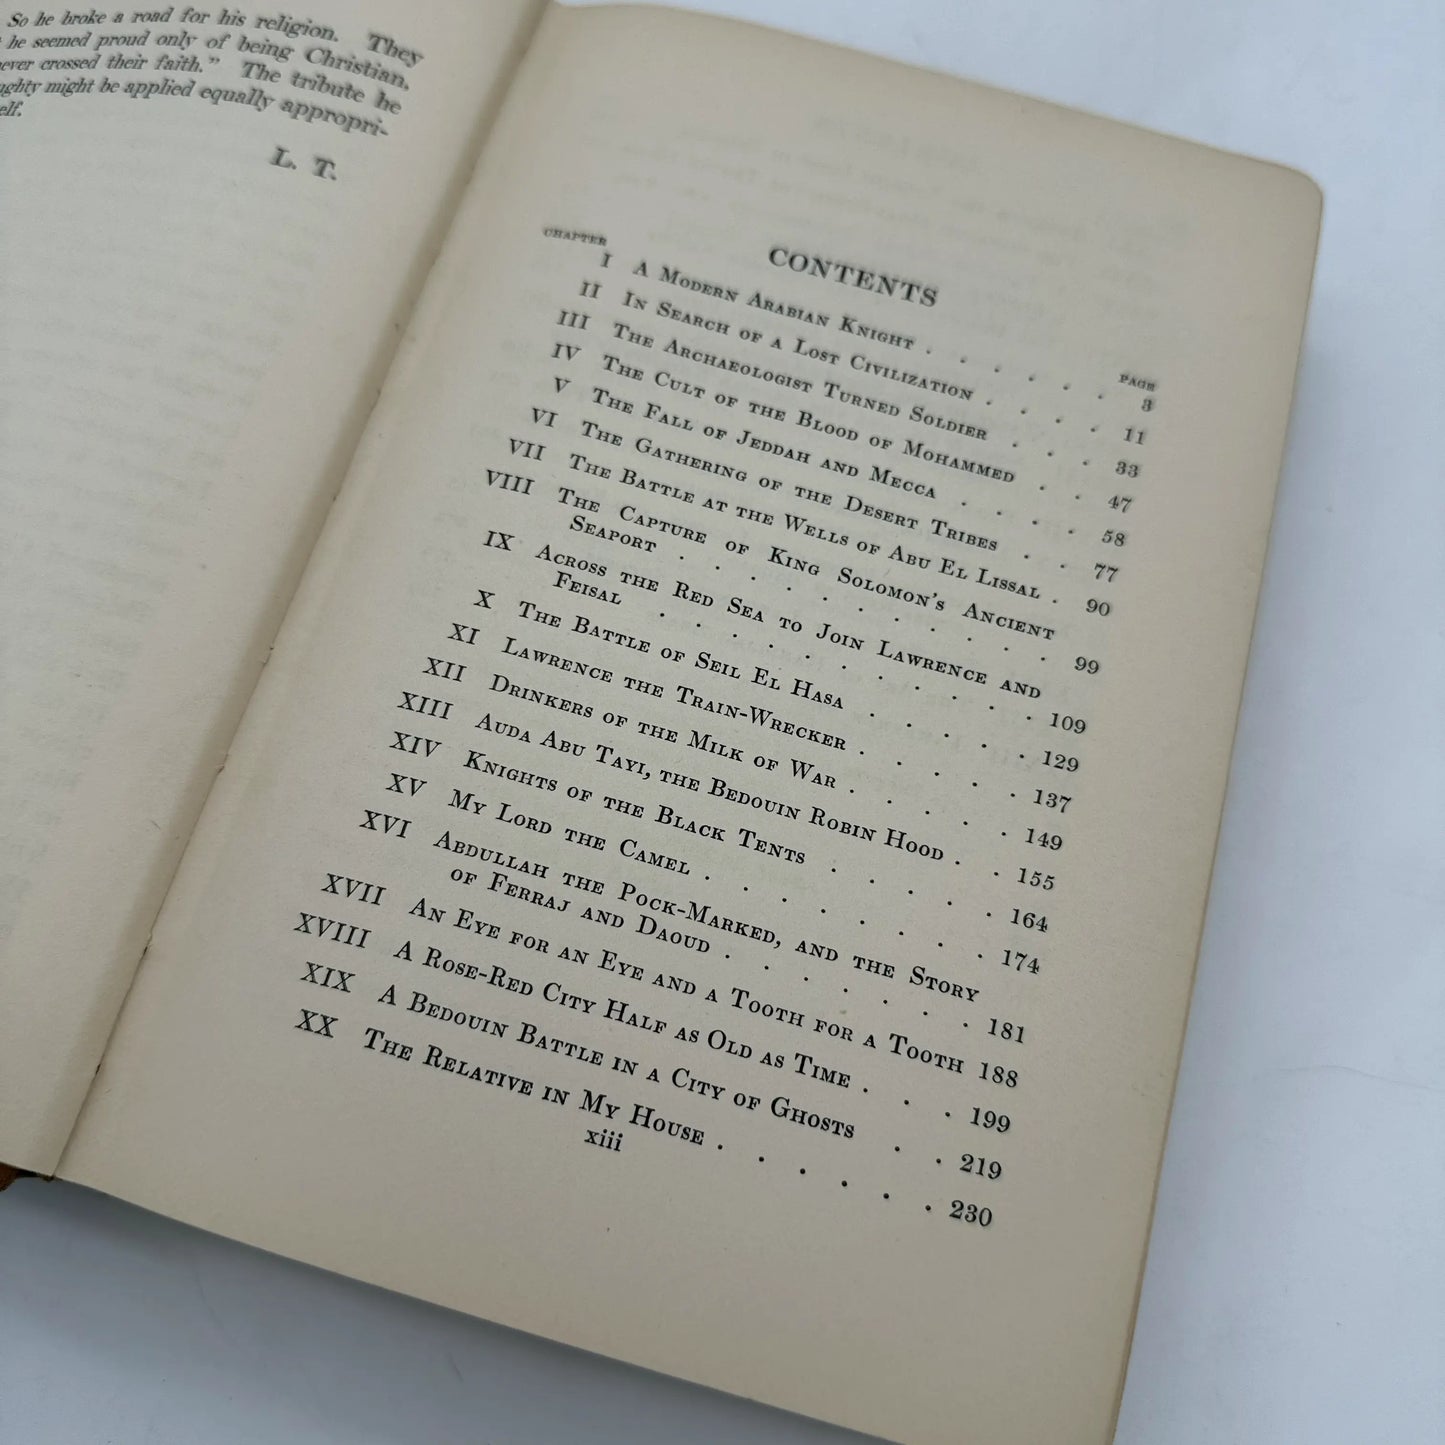 So he broke a road for his religion. They
he seemed proud only of being Christian,
ever crossed their faith." The tribute he
ughty might be applied equally appropri-
elf.
L. T.
CONTENTS
CHAPTER PAGE
I A Modern Arabian Knight . . . . . . 3
II In Search of a Lost Civilization . . . . 11
III The Archaeologist Turned Soldier . . . 33
IV The Cult of the Blood of Mohammed . . 47
V The Fall of Jeddah and Mecca . . . . 58
VI The Gathering of the Desert Tribes . . 77
VII The Battle at the Wells of Abu El Lissal . 90
VIII The Capture of King Solomon's Ancient
Seaport . . . . . . . . . . 99
IX Across the Red Sea to Join Lawrence and
Feisal . . . . . . . . . . 109
X The Battle of Seil El Hasa . . . . . 129
XI Lawrence the Train-Wrecker . . . . . 137
XII Drinkers of the Milk of War . . . . . 149
XIII Auda Abu Tayi, the Bedouin Robin Hood . . 155
XIV Knights of the Black Tents . . . . . 164
XV My Lord the Camel . . . . . . . 174
XVI Abdullah the Pock-Marked, and the Story
of Ferraj and Daoud . . . . . . . 181
XVII An Eye for an Eye and a Tooth for a Tooth 188
XVIII A Rose-Red City Half as Old as Time . . . 199
XIX A Bedouin Battle in a City of Ghosts . . 219
XX The Relative in My House . . . . . . 230
xiii